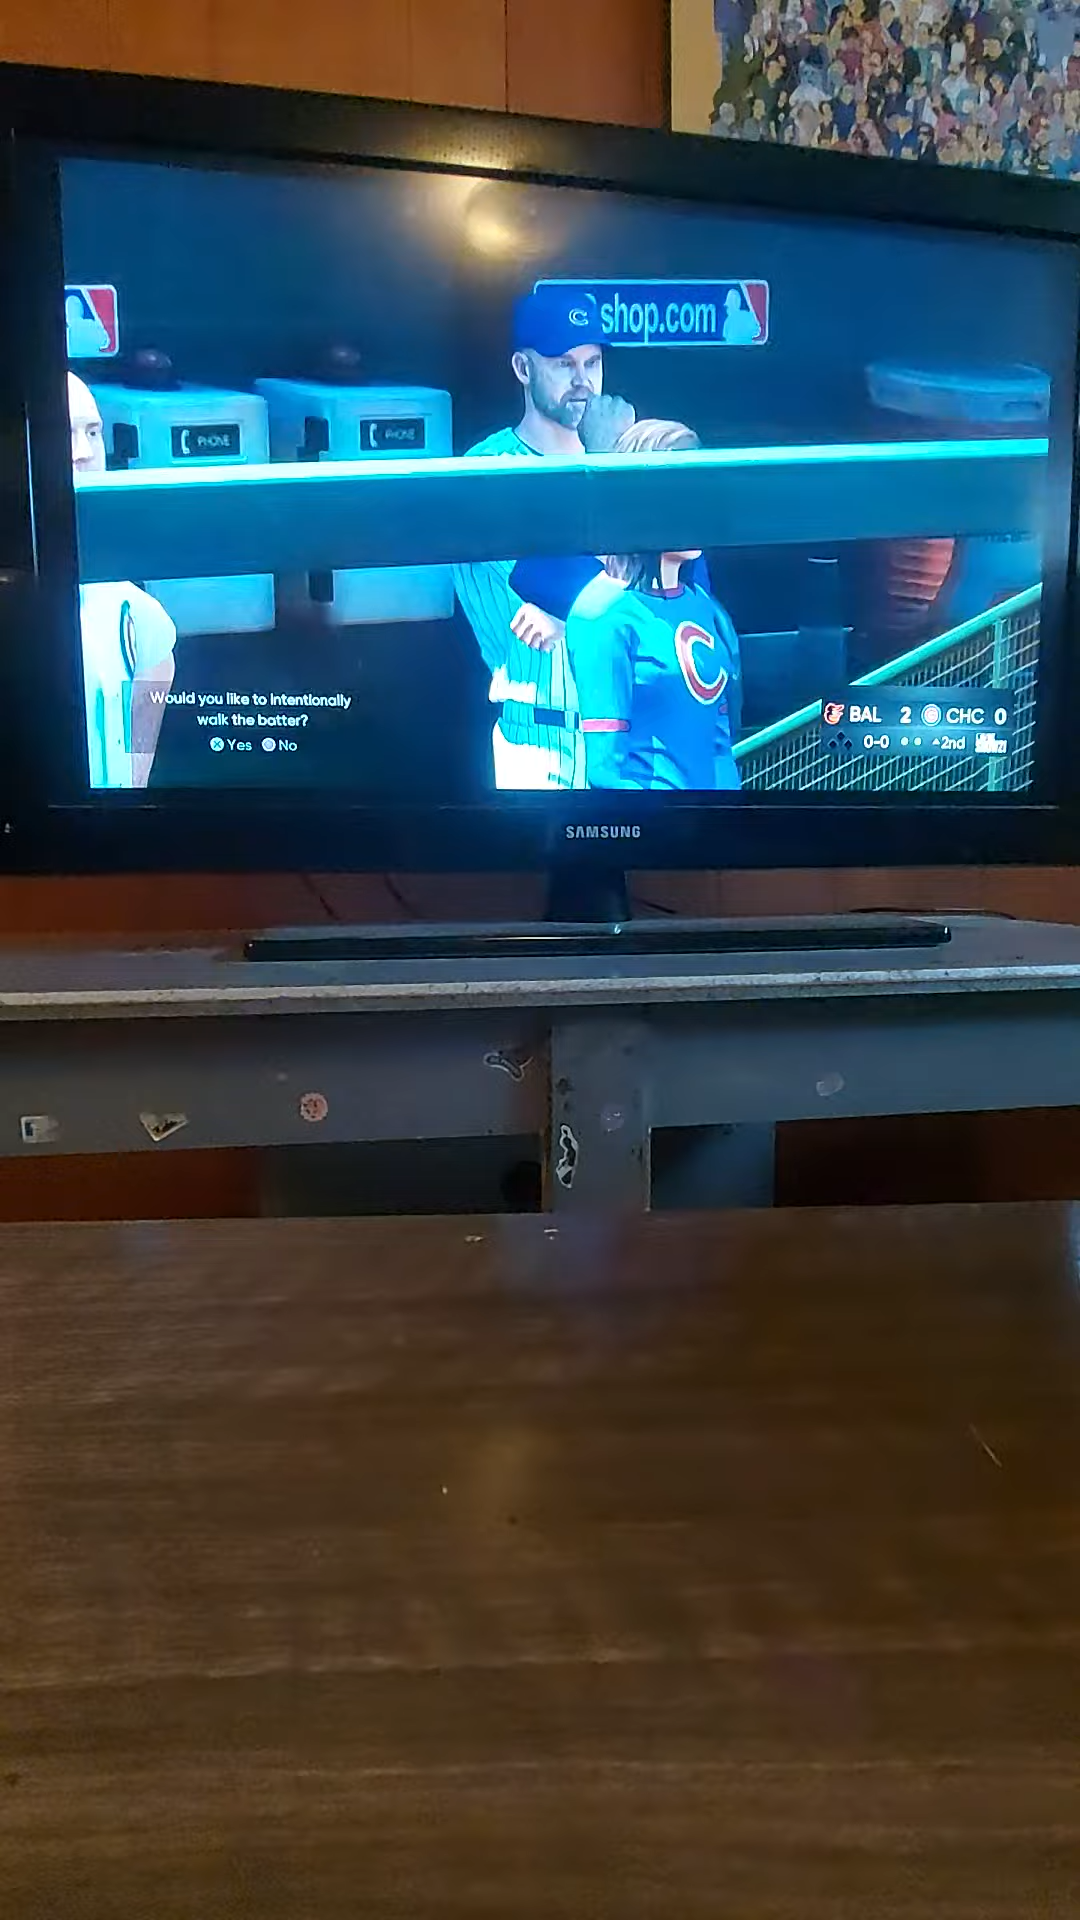 shop.com
PHONE
PHONE
C
C
Would you like to intentionally
walk the batter?
Yes No
BAL 2 CHC 0
0-0 2nd
SAMSUNG